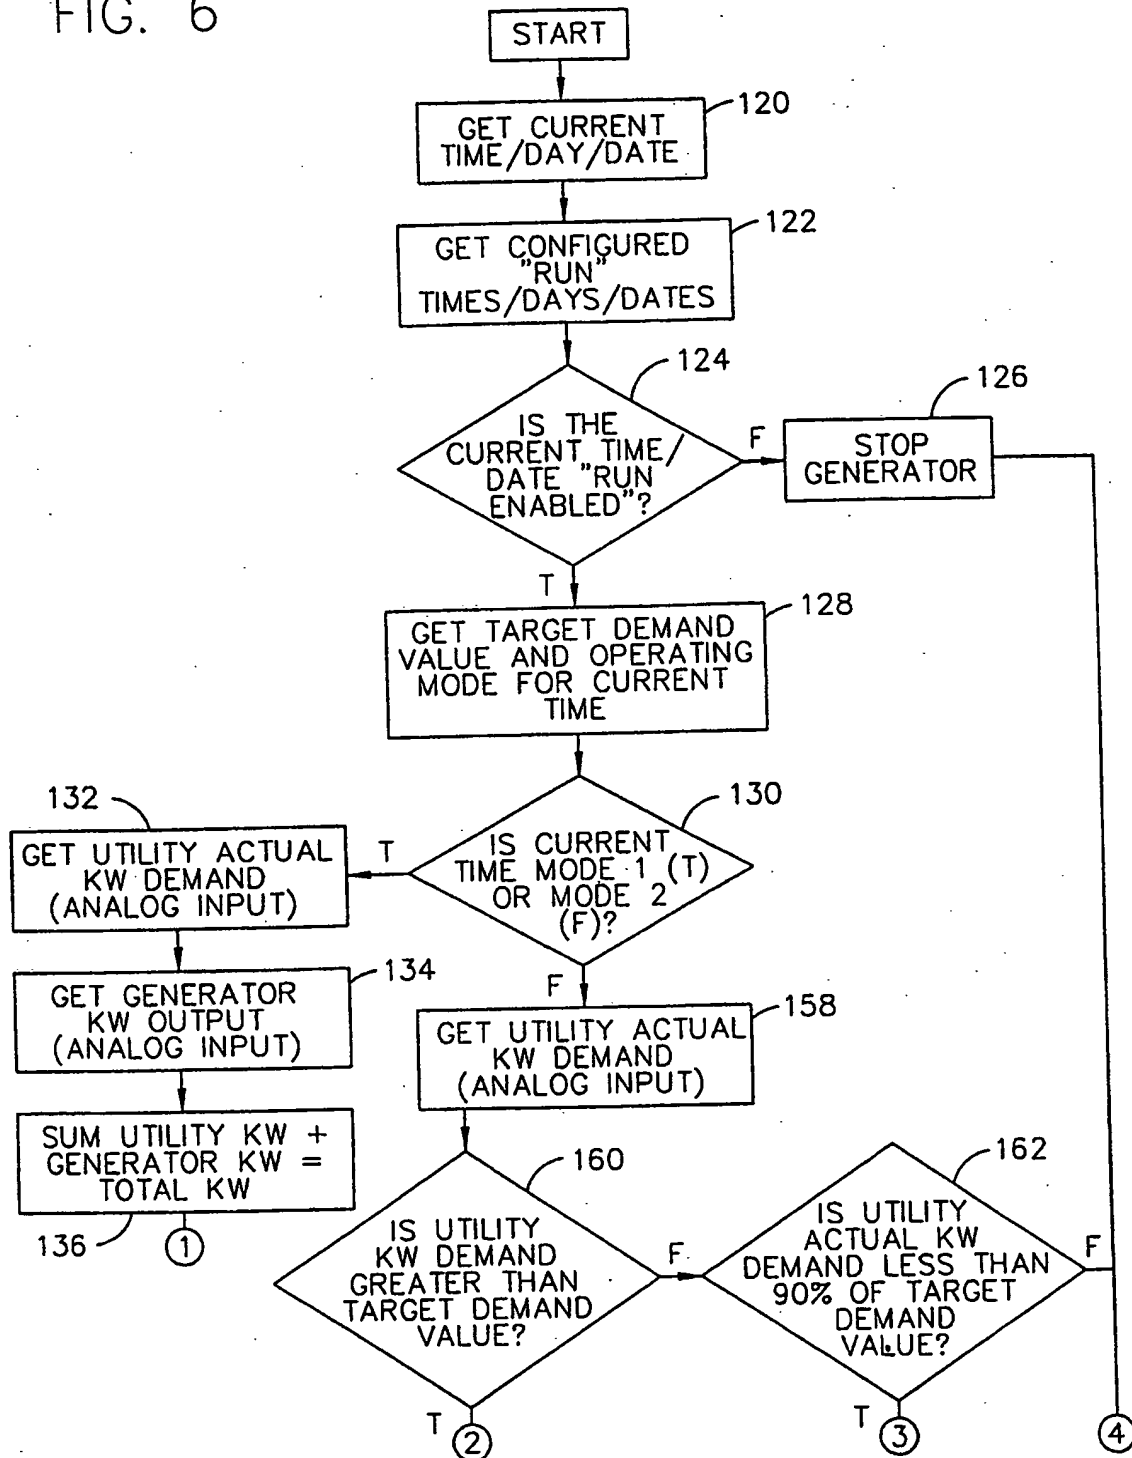 FIG. 6
START
120
GET CURRENT
TIME/DAY/DATE
122
GET CONFIGURED
"RUN"
TIMES/DAYS/DATES
124
IS THE
CURRENT TIME/
DATE "RUN
ENABLED"?
F
126
STOP
GENERATOR
T
128
GET TARGET DEMAND
VALUE AND OPERATING
MODE FOR CURRENT
TIME
130
IS CURRENT
TIME MODE 1 (T)
OR MODE 2
(F)?
T
132
GET UTILITY ACTUAL
KW DEMAND
(ANALOG INPUT)
134
GET GENERATOR
KW OUTPUT
(ANALOG INPUT)
SUM UTILITY KW +
GENERATOR KW =
TOTAL KW
136
1
F
158
GET UTILITY ACTUAL
KW DEMAND
(ANALOG INPUT)
160
IS UTILITY
KW DEMAND
GREATER THAN
TARGET DEMAND
VALUE?
F
T
2
162
IS UTILITY
ACTUAL KW
DEMAND LESS THAN
90% OF TARGET
DEMAND
VALUE?
F
T
3
4